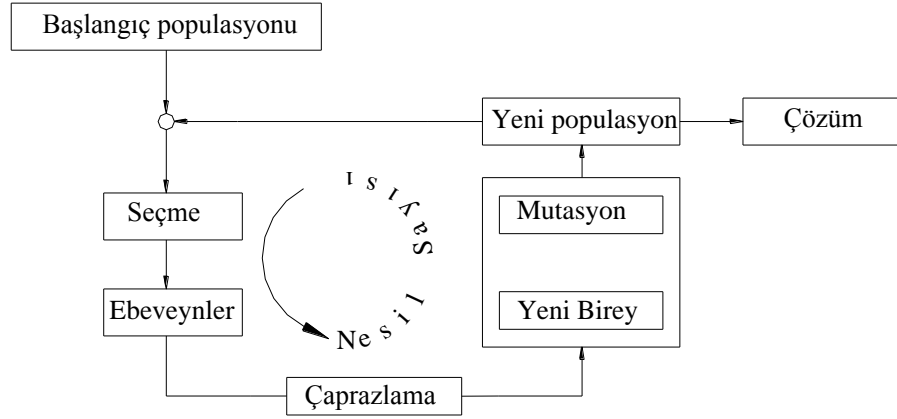 Başlangıç populasyonu
Yeni populasyon
Çözüm
Seçme
Nesil Sayısı
Mutasyon
Ebeveynler
Yeni Birey
Çaprazlama